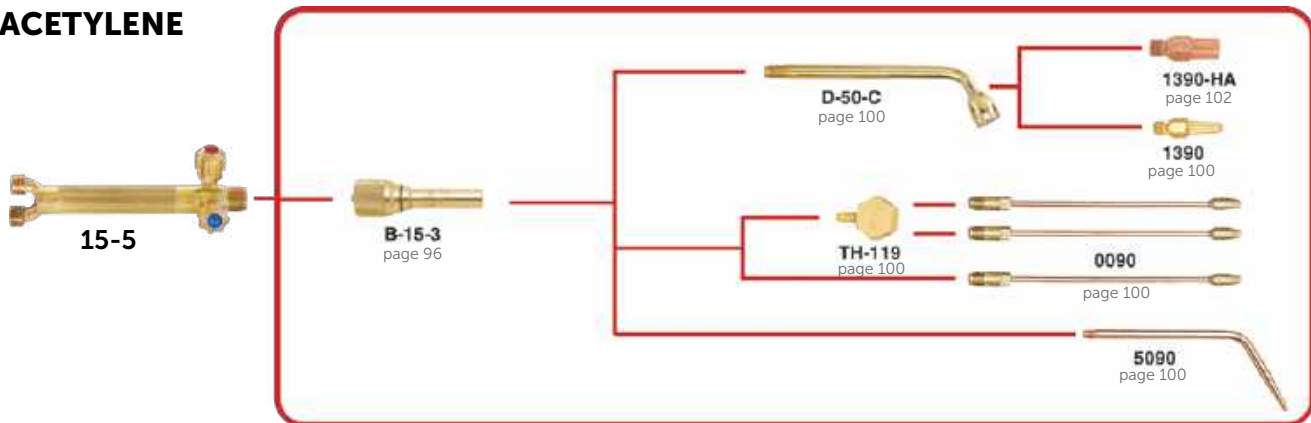 ACETYLENE
15-5
B-15-3
page 96
D-50-C
page 100
1390-HA
page 102
1390
page 100
TH-119
page 100
0090
page 100
5090
page 100